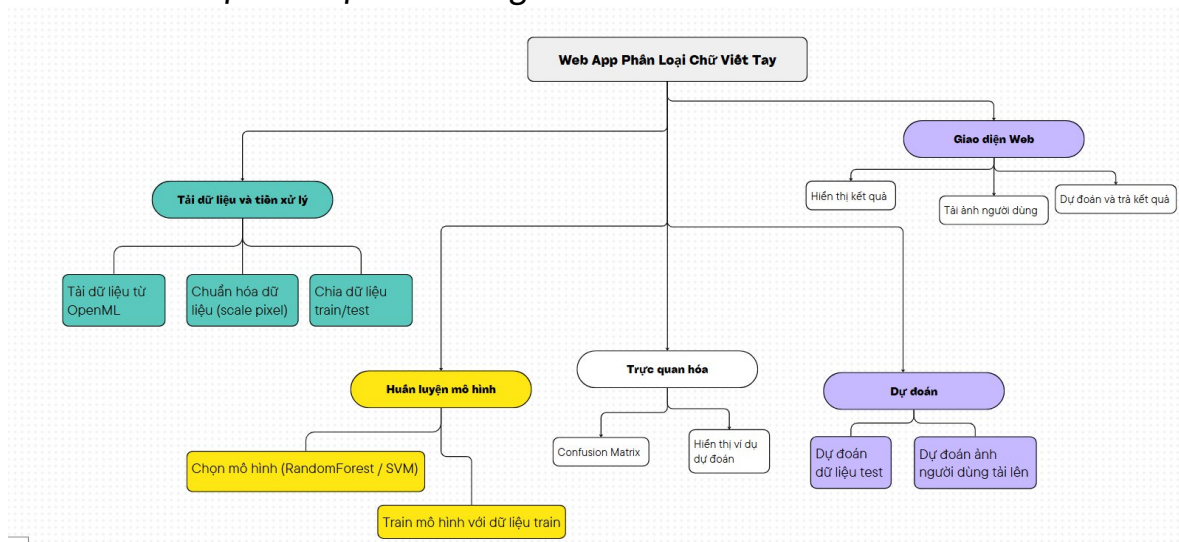 Web App Phân Loại Chữ Viết Tay
Giao diện Web
Hiển thị kết quả
Tải ảnh người dùng
Dự đoán và trả kết quả
Tải dữ liệu và tiền xử lý
Tải dữ liệu từ
OpenML
Chuẩn hóa dữ
liệu (scale pixel)
Chia dữ liệu
train/test
Huấn luyện mô hình
Chọn mô hình (RandomForest / SVM)
Train mô hình với dữ liệu train
Trực quan hóa
Confusion Matrix
Hiển thị ví dụ
dự đoán
Dự đoán
Dự đoán
dữ liệu test
Dự đoán ảnh
người dùng tải lên